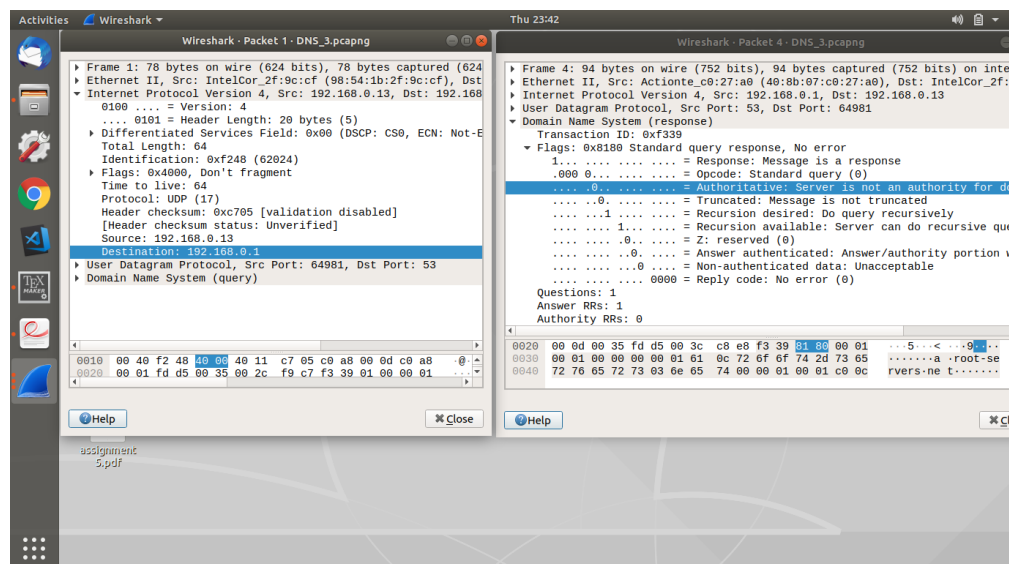 Activities Wireshark Thu 23:42
Wireshark · Packet 1 · DNS_3.pcapng
Frame 1: 78 bytes on wire (624 bits), 78 bytes captured (624
Ethernet II, Src: IntelCor_2f:9c:cf (98:54:1b:2f:9c:cf), Dst
Internet Protocol Version 4, Src: 192.168.0.13, Dst: 192.168
0100 .... = Version: 4
.... 0101 = Header Length: 20 bytes (5)
Differentiated Services Field: 0x00 (DSCP: CS0, ECN: Not-E
Total Length: 64
Identification: 0xf248 (62024)
Flags: 0x4000, Don't fragment
Time to live: 64
Protocol: UDP (17)
Header checksum: 0xc705 [validation disabled]
[Header checksum status: Unverified]
Source: 192.168.0.13
Destination: 192.168.0.1
User Datagram Protocol, Src Port: 64981, Dst Port: 53
Domain Name System (query)
0010 00 40 f2 48 40 00 40 11 c7 05 c0 a8 00 0d c0 a8 ·@·
0020 00 01 fd d5 00 35 00 2c f9 c7 f3 39 01 00 00 01 ····
Help
Close
Wireshark · Packet 4 · DNS_3.pcapng
Frame 4: 94 bytes on wire (752 bits), 94 bytes captured (752 bits) on inte
Ethernet II, Src: Actionte_c0:27:a0 (40:8b:07:c0:27:a0), Dst: IntelCor_2f:
Internet Protocol Version 4, Src: 192.168.0.1, Dst: 192.168.0.13
User Datagram Protocol, Src Port: 53, Dst Port: 64981
Domain Name System (response)
Transaction ID: 0xf339
Flags: 0x8180 Standard query response, No error
1... .... .... .... = Response: Message is a response
.000 0... .... .... = Opcode: Standard query (0)
.... .0.. .... .... = Authoritative: Server is not an authority for do
.... ..0. .... .... = Truncated: Message is not truncated
.... ...1 .... .... = Recursion desired: Do query recursively
.... .... 1... .... = Recursion available: Server can do recursive que
.... .... .0.. .... = Z: reserved (0)
.... .... ..0. .... = Answer authenticated: Answer/authority portion w
.... .... ...0 .... = Non-authenticated data: Unacceptable
.... .... .... 0000 = Reply code: No error (0)
Questions: 1
Answer RRs: 1
Authority RRs: 0
0020 00 0d 00 35 fd d5 00 3c c8 e8 f3 39 81 80 00 01 ···5···< ···9····
0030 00 01 00 00 00 00 01 61 0c 72 6f 6f 74 2d 73 65 ·······a ·root-se
0040 72 76 65 72 73 03 6e 65 74 00 00 01 00 01 c0 0c rvers·ne t·······
Help
Cl
TEX
MAKER
assignment
5.pdf